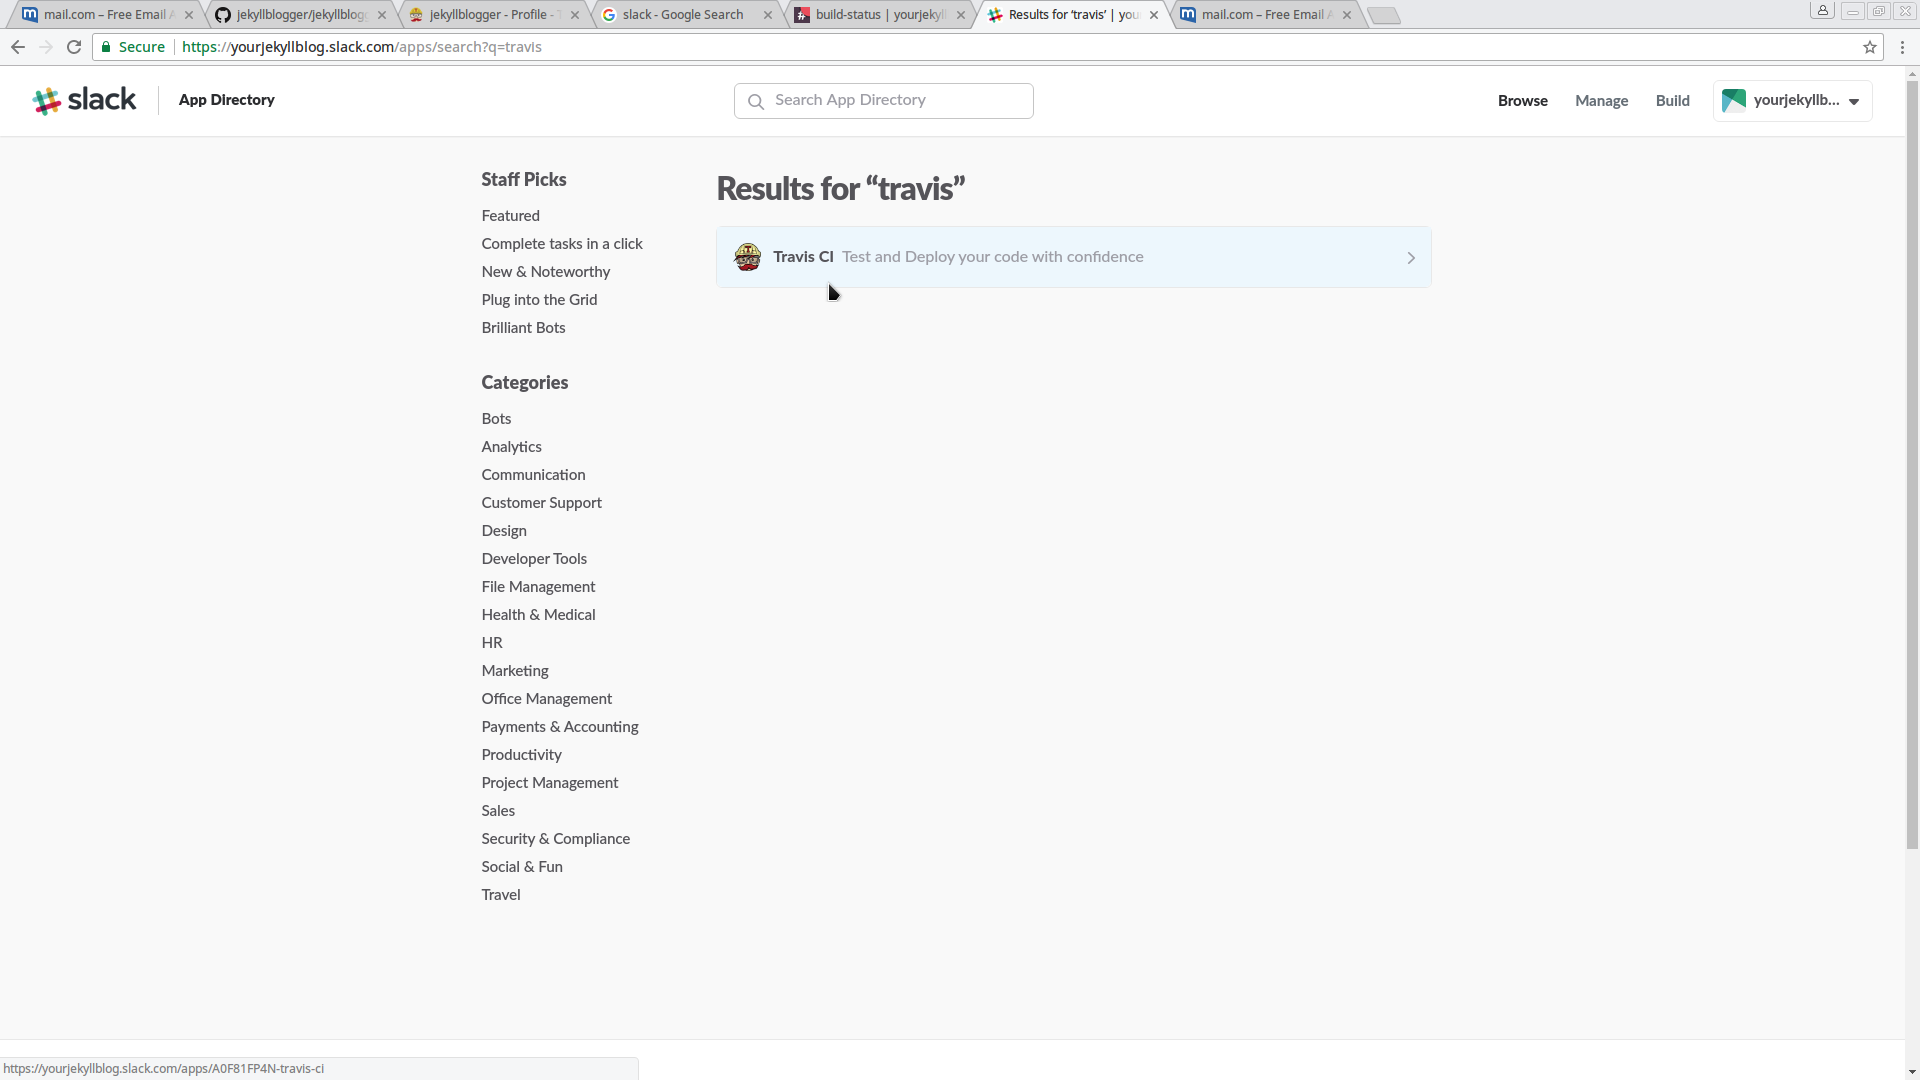 mail.com – Free Email A
jekyllblogger/jekyllblogg
jekyllblogger - Profile - T
slack - Google Search
build-status | yourjekyll
Results for ‘travis’ | you
mail.com – Free Email A
Secure
https://yourjekyllblog.slack.com/apps/search?q=travis
slack
App Directory
Search App Directory
Browse
Manage
Build
yourjekyllb...
Staff Picks
Featured
Complete tasks in a click
New & Noteworthy
Plug into the Grid
Brilliant Bots
Categories
Bots
Analytics
Communication
Customer Support
Design
Developer Tools
File Management
Health & Medical
HR
Marketing
Office Management
Payments & Accounting
Productivity
Project Management
Sales
Security & Compliance
Social & Fun
Travel
Results for “travis”
Travis CI Test and Deploy your code with confidence
https://yourjekyllblog.slack.com/apps/A0F81FP4N-travis-ci